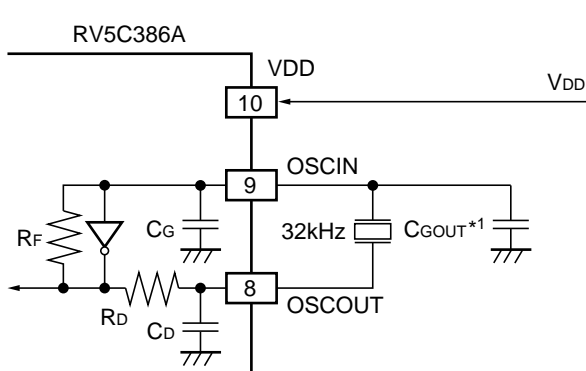 RV5C386A
VDD
VDD
10
OSCIN
9
RF
CG
32kHz
CGOUT*1
8
OSCOUT
RD
CD